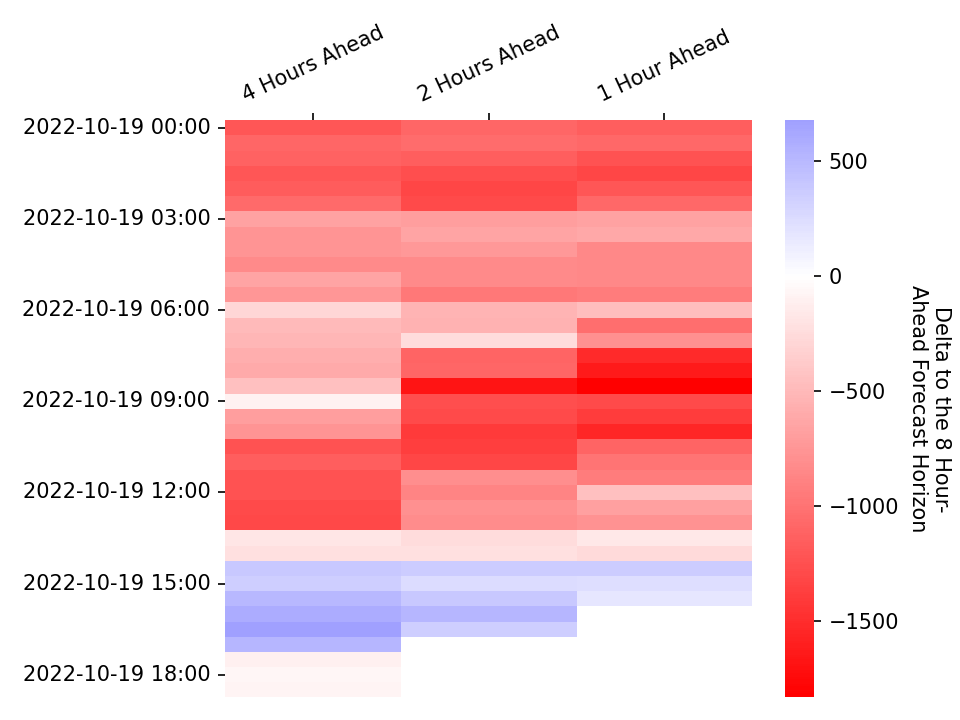 4 Hours Ahead
2 Hours Ahead
1 Hour Ahead
2022-10-19 00:00
2022-10-19 03:00
2022-10-19 06:00
2022-10-19 09:00
2022-10-19 12:00
2022-10-19 15:00
2022-10-19 18:00
500
0
−500
−1000
−1500
Delta to the 8 Hour-
Ahead Forecast Horizon